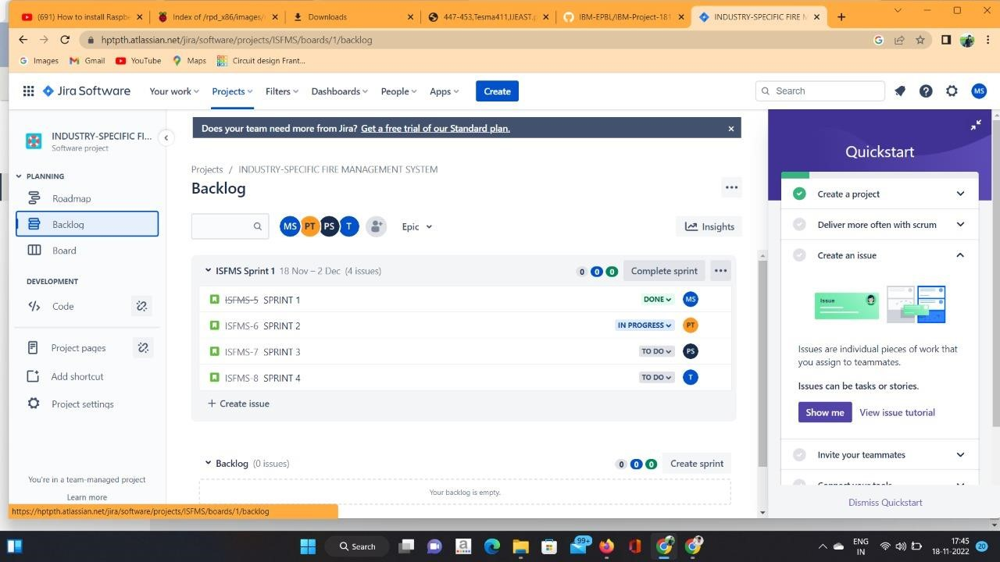 (691) How to install Raspbe
Index of /rpd_x86/images/
Downloads
447-453,Tesma411,IJEAST.
IBM-EPBL/IBM-Project-181
INDUSTRY-SPECIFIC FIRE M
hptpth.atlassian.net/jira/software/projects/ISFMS/boards/1/backlog
Images
Gmail
YouTube
Maps
Circuit design Frant...
Jira Software
Your work
Projects
Filters
Dashboards
People
Apps
Create
Search
MS
INDUSTRY-SPECIFIC FI...
Software project
PLANNING
Roadmap
Backlog
Board
DEVELOPMENT
Code
Project pages
Add shortcut
Project settings
You're in a team-managed project
Learn more
https://hptpth.atlassian.net/jira/software/projects/ISFMS/boards/1/backlog
Does your team need more from Jira? Get a free trial of our Standard plan.
Projects / INDUSTRY-SPECIFIC FIRE MANAGEMENT SYSTEM
Backlog
MS PT PS T
Epic
Insights
ISFMS Sprint 1 18 Nov – 2 Dec (4 issues)
0 0 0 Complete sprint
ISFMS-5 SPRINT 1 DONE MS
ISFMS-6 SPRINT 2 IN PROGRESS PT
ISFMS-7 SPRINT 3 TO DO PS
ISFMS-8 SPRINT 4 TO DO T
+ Create issue
Backlog (0 issues) 0 0 0 Create sprint
Your backlog is empty.
Quickstart
Create a project
Deliver more often with scrum
Create an issue
Issue
Issues are individual pieces of work that
you assign to teammates.
Issues can be tasks or stories.
Show me View issue tutorial
Invite your teammates
Connect your tools
Dismiss Quickstart
Search
99+
ENG
IN
17:45
18-11-2022
20